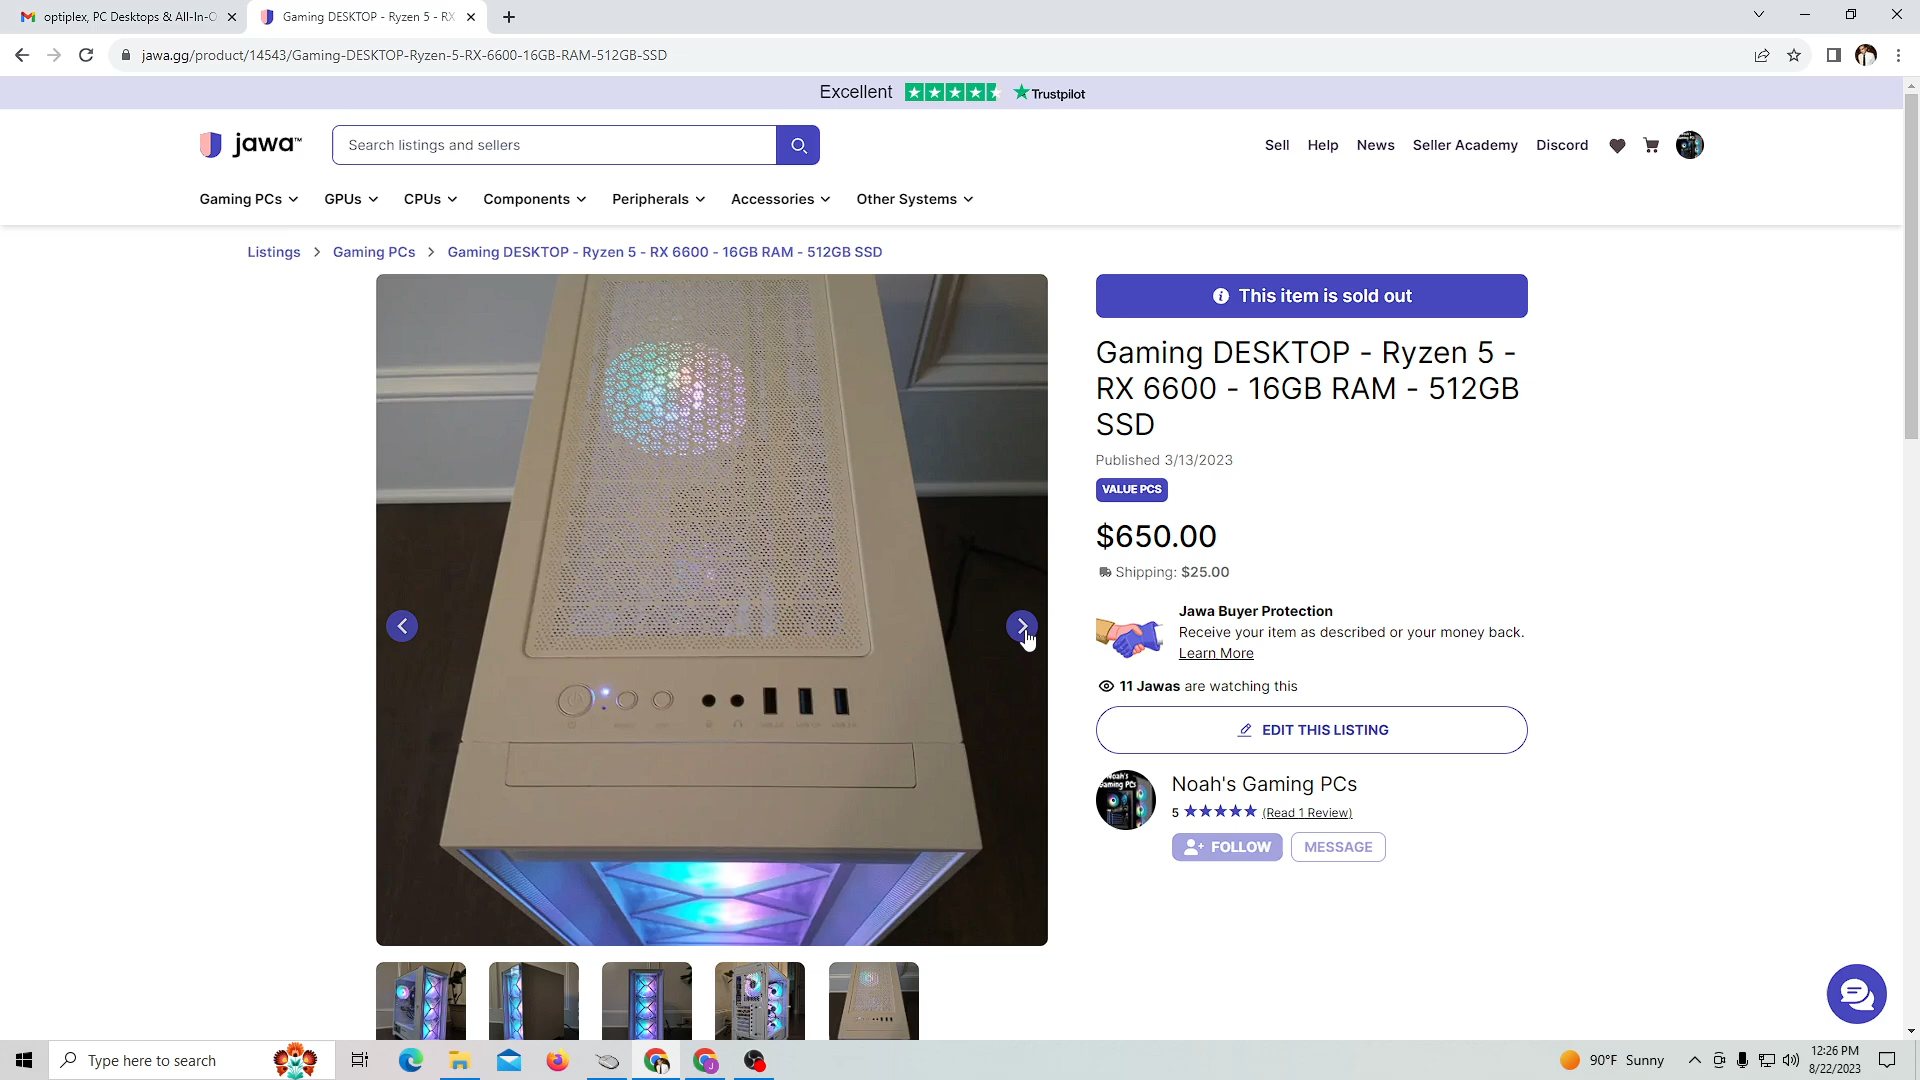 optiplex, PC Desktops & All-In-O
Gaming DESKTOP - Ryzen 5 - RX
jawa.gg/product/14543/Gaming-DESKTOP-Ryzen-5-RX-6600-16GB-RAM-512GB-SSD
Excellent Trustpilot
jawa™
Search listings and sellers
Sell Help News Seller Academy Discord
Gaming PCs GPUs CPUs Components Peripherals Accessories Other Systems
Listings > Gaming PCs > Gaming DESKTOP - Ryzen 5 - RX 6600 - 16GB RAM - 512GB SSD
This item is sold out
Gaming DESKTOP - Ryzen 5 -
RX 6600 - 16GB RAM - 512GB
SSD
Published 3/13/2023
VALUE PCS
$650.00
Shipping: $25.00
Jawa Buyer Protection
Receive your item as described or your money back.
Learn More
11 Jawas are watching this
EDIT THIS LISTING
Noah's
Gaming PCs
Noah's Gaming PCs
5 ★★★★★ (Read 1 Review)
FOLLOW MESSAGE
Type here to search
90°F Sunny
12:26 PM
8/22/2023